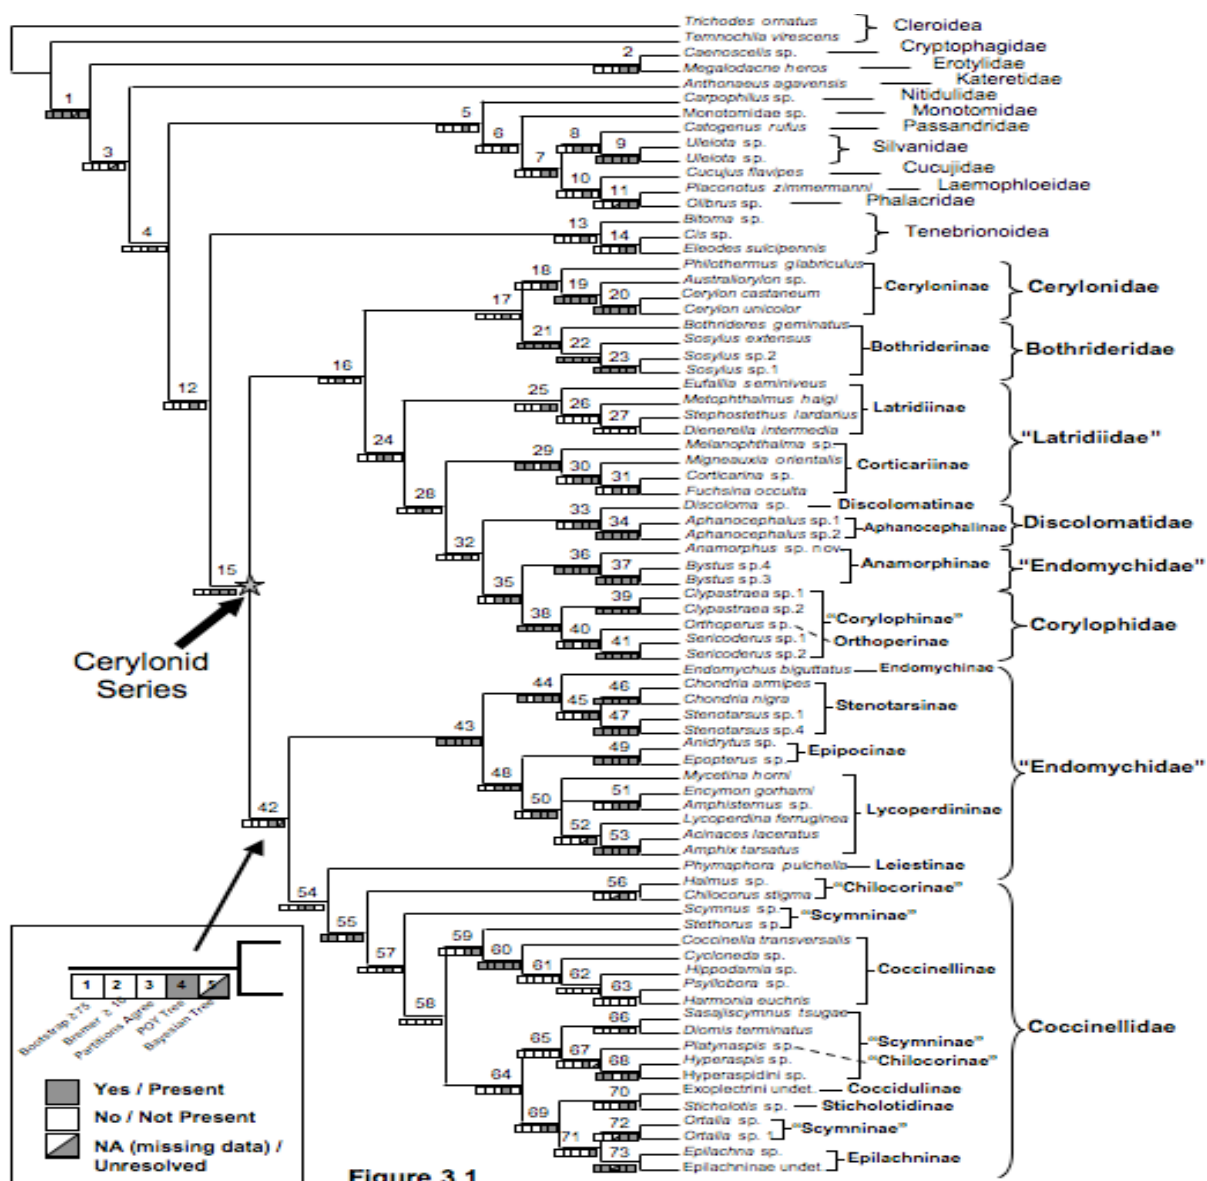 Trichodes ornatus
Temnochila virescens
Cleroidea
Caenoscelis sp.
Cryptophagidae
Megalodacne heros
Erotylidae
Anthonaeus agavensis
Kateretidae
Carpophilus sp.
Nitidulidae
Monotomidae sp.
Monotomidae
Catogenus rufus
Passandridae
Uleiota sp.
Uleiota sp.
Silvanidae
Cucujus flavipes
Cucujidae
Placonotus zimmermanni
Laemophloeidae
Olibrus sp.
Phalacridae
Bitoma sp.
Cis sp.
Eleodes sulcipennis
Tenebrionoidea
Philothermus glabriculus
Australiorylon sp.
Cerylon castaneum
Cerylon unicolor
Ceryloninae
Cerylonidae
Bothrideres geminatus
Sosylus extensus
Sosylus sp.2
Sosylus sp.1
Bothriderinae
Bothrideridae
Eufallia seminiveus
Metophthalmus haigi
Stephostethus lardarius
Dienerella intermedia
Latridiinae
Melanophthalma sp.
Migneauxia orientalis
Corticarina sp.
Fuchsina occulta
Corticariinae
"Latridiidae"
Discoloma sp.
Discolomatinae
Aphanocephalus sp.1
Aphanocephalus sp.2
Aphanocephalinae
Discolomatidae
Anamorphus sp. nov.
Bystus sp.4
Bystus sp.3
Anamorphinae
"Endomychidae"
Clypastraea sp.1
Clypastraea sp.2
Orthoperus sp.
Sericoderus sp.1
Sericoderus sp.2
"Corylophinae"
Orthoperinae
Corylophidae
Endomychus biguttatus
Endomychinae
Chondria armipes
Chondria nigra
Stenotarsus sp.1
Stenotarsus sp.4
Stenotarsinae
Anidrytus sp.
Epopterus sp.
Epipocinae
Mycetina horni
Encymon gorhami
Amphisternus sp.
Lycoperdina ferruginea
Acinaces laceratus
Amphix tarsatus
Lycoperdininae
Phymaphora pulchella
Leiestinae
"Endomychidae"
Halmus sp.
Chilocorus stigma
"Chilocorinae"
Scymnus sp.
Stethorus sp.
"Scymninae"
Coccinella transversalis
Cycloneda sp.
Hippodamia sp.
Psyllobora sp.
Harmonia euchris
Coccinellinae
Sasajiscymnus tsugae
Diomis terminatus
Platynaspis sp.
Hyperaspis sp.
Hyperaspidini sp.
"Scymninae"
"Chilocorinae"
Exoplectrini undet.
Coccidulinae
Sticholotis sp.
Sticholotidinae
Ortalia sp.
Ortalia sp. 1
"Scymninae"
Epilachna sp.
Epilachninae undet.
Epilachninae
Coccinellidae
1
2
3
4
5
6
7
8
9
10
11
12
13
14
15
16
17
18
19
20
21
22
23
24
25
26
27
28
29
30
31
32
33
34
35
36
37
38
39
40
41
42
43
44
45
46
47
48
49
50
51
52
53
54
55
56
57
58
59
60
61
62
63
64
65
66
67
68
69
70
71
72
73
Cerylonid
Series
1 2 3 4 5
Bootstrap ≥ 75
Bremer ≥ 10
Partitions Agree
POY Tree
Bayesian Tree
Yes / Present
No / Not Present
NA (missing data) /
Unresolved
Figure 3.1